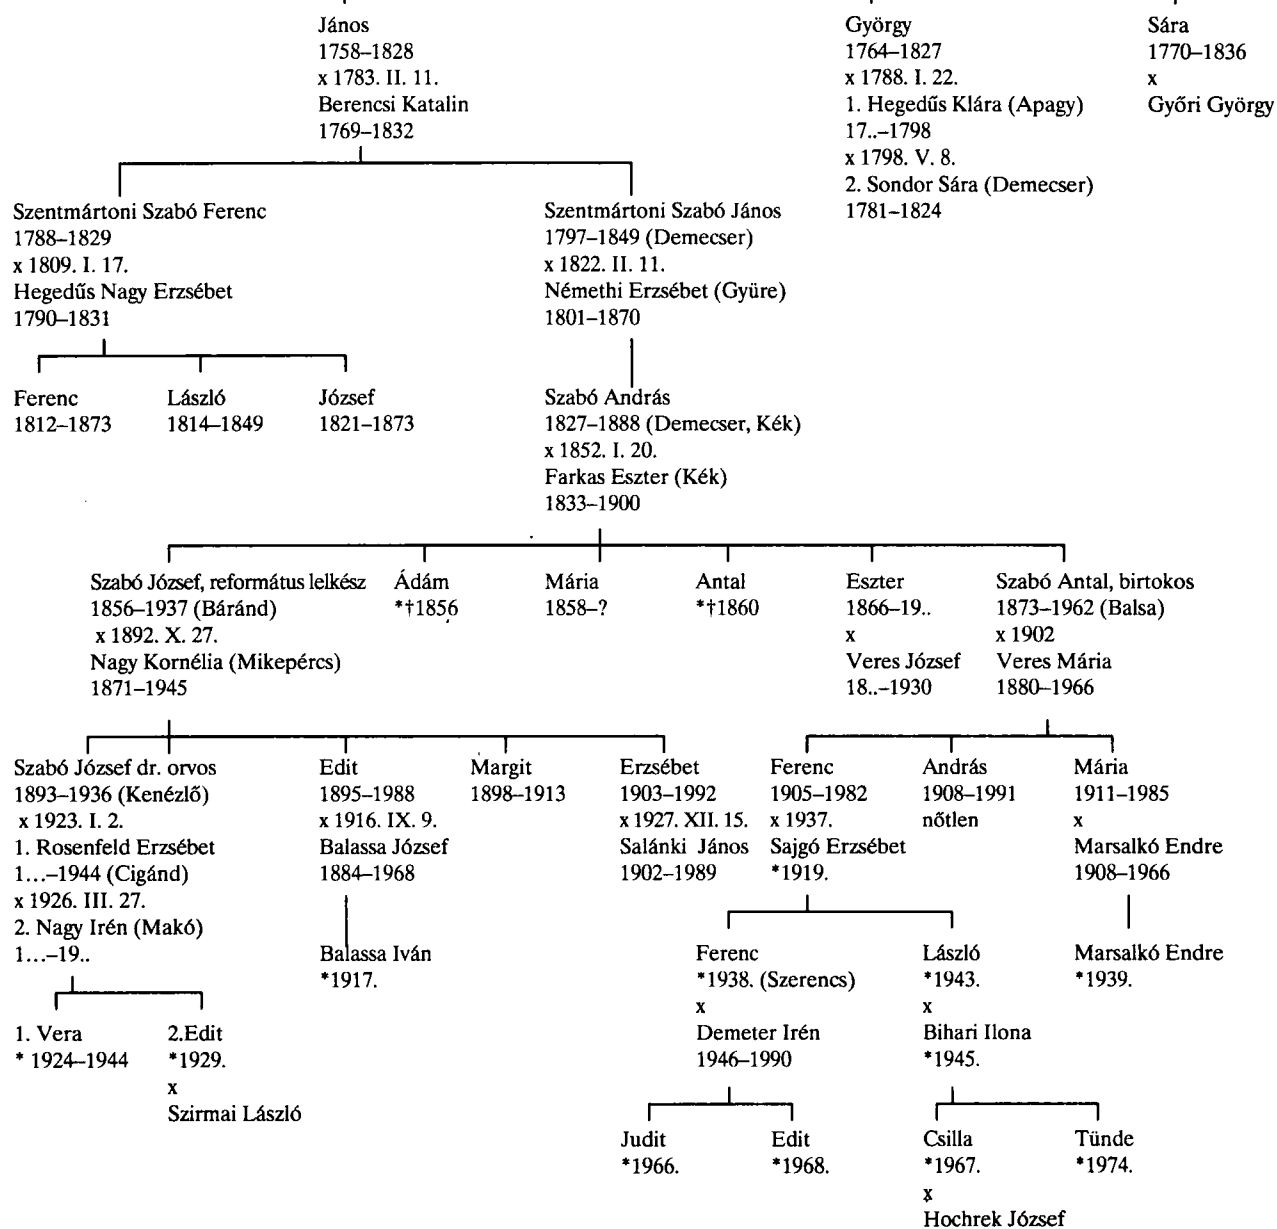 János
1758–1828
x 1783. II. 11.
Berencsi Katalin
1769–1832
György
1764–1827
x 1788. I. 22.
1. Hegedűs Klára (Apagy)
17..–1798
x 1798. V. 8.
2. Sondor Sára (Demecser)
1781–1824
Sára
1770–1836
x
Győri György
Szentmártoni Szabó Ferenc
1788–1829
x 1809. I. 17.
Hegedűs Nagy Erzsébet
1790–1831
Szentmártoni Szabó János
1797–1849 (Demecser)
x 1822. II. 11.
Némethi Erzsébet (Gyüre)
1801–1870
Ferenc
1812–1873
László
1814–1849
József
1821–1873
Szabó András
1827–1888 (Demecser, Kék)
x 1852. I. 20.
Farkas Eszter (Kék)
1833–1900
Szabó József, református lelkész
1856–1937 (Báránd)
x 1892. X. 27.
Nagy Kornélia (Mikepércs)
1871–1945
Ádám
*†1856
Mária
1858–?
Antal
*†1860
Eszter
1866–19..
x
Veres József
18..–1930
Szabó Antal, birtokos
1873–1962 (Balsa)
x 1902
Veres Mária
1880–1966
Szabó József dr. orvos
1893–1936 (Kenézlő)
x 1923. I. 2.
1. Rosenfeld Erzsébet
1...–1944 (Cigánd)
x 1926. III. 27.
2. Nagy Irén (Makó)
1...–19..
Edit
1895–1988
x 1916. IX. 9.
Balassa József
1884–1968
Margit
1898–1913
Erzsébet
1903–1992
x 1927. XII. 15.
Salánki János
1902–1989
Ferenc
1905–1982
x 1937.
Sajgó Erzsébet
*1919.
András
1908–1991
nőtlen
Mária
1911–1985
x
Marsalkó Endre
1908–1966
Balassa Iván
*1917.
Ferenc
*1938. (Szerencs)
x
Demeter Irén
1946–1990
László
*1943.
x
Bihari Ilona
*1945.
Marsalkó Endre
*1939.
1. Vera
* 1924–1944
2.Edit
*1929.
x
Szirmai László
Judit
*1966.
Edit
*1968.
Csilla
*1967.
x
Hochrek József
Tünde
*1974.